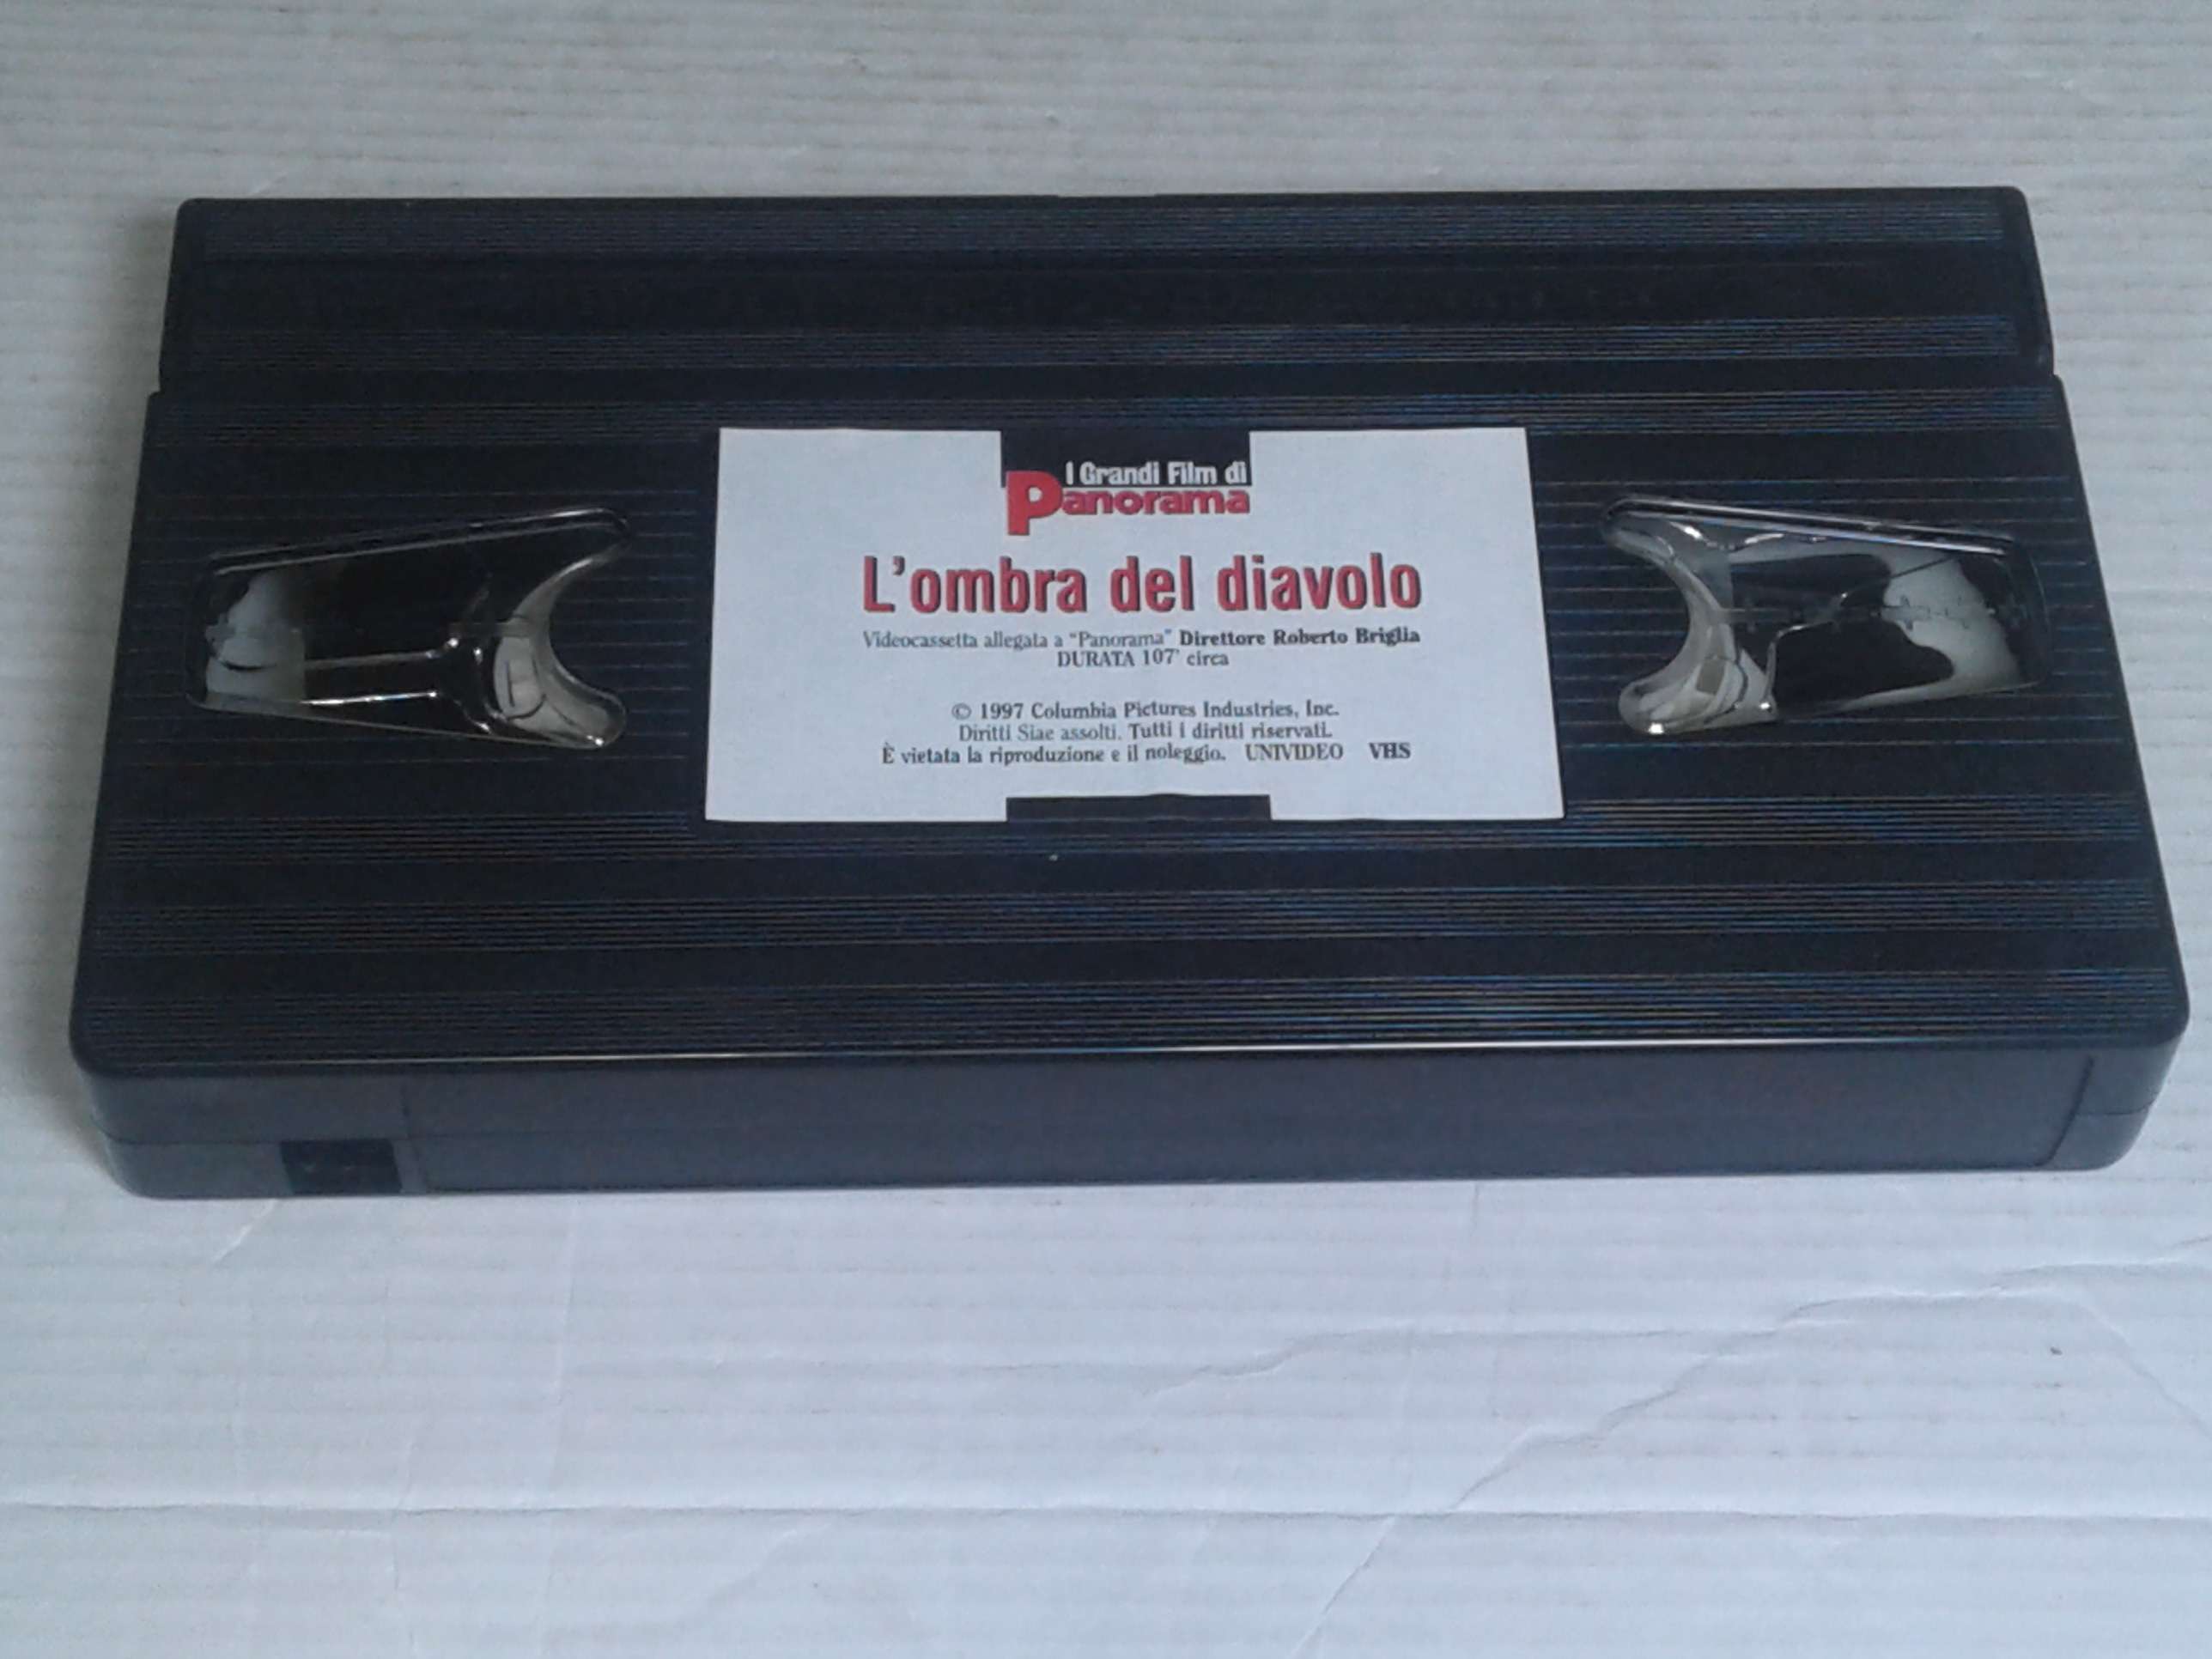 I Grandi Film di
Panorama
L'ombra del diavolo
Videocassetta allegata a "Panorama" Direttore Roberto Briglia
DURATA 107' circa
© 1997 Columbia Pictures Industries, Inc.
Diritti Siae assolti. Tutti i diritti riservati.
È vietata la riproduzione e il noleggio. UNIVIDEO VHS